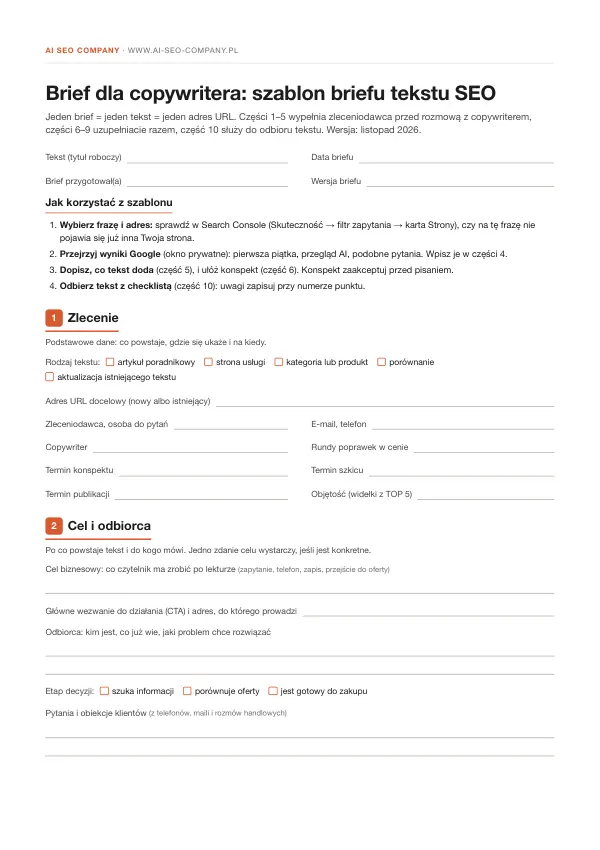 AI SEO COMPANY · WWW.AI-SEO-COMPANY.PL
Brief dla copywritera: szablon briefu tekstu SEO
Jeden brief = jeden tekst = jeden adres URL. Części 1–5 wypełnia zleceniodawca przed rozmową z copywriterem,
części 6–9 uzupełniacie razem, część 10 służy do odbioru tekstu. Wersja: listopad 2026.
Tekst (tytuł roboczy) Data briefu
Brief przygotował(a) Wersja briefu
Jak korzystać z szablonu
1. Wybierz frazę i adres: sprawdź w Search Console (Skuteczność → filtr zapytania → karta Strony), czy na tę frazę nie
pojawia się już inna Twoja strona.
2. Przejrzyj wyniki Google (okno prywatne): pierwsza piątka, przegląd AI, podobne pytania. Wpisz je w części 4.
3. Dopisz, co tekst doda (część 5), i ułóż konspekt (część 6). Konspekt zaakceptuj przed pisaniem.
4. Odbierz tekst z checklistą (część 10): uwagi zapisuj przy numerze punktu.
1 Zlecenie
Podstawowe dane: co powstaje, gdzie się ukaże i na kiedy.
Rodzaj tekstu: artykuł poradnikowy strona usługi kategoria lub produkt porównanie
aktualizacja istniejącego tekstu
Adres URL docelowy (nowy albo istniejący)
Zleceniodawca, osoba do pytań E-mail, telefon
Copywriter Rundy poprawek w cenie
Termin konspektu Termin szkicu
Termin publikacji Objętość (widełki z TOP 5)
2 Cel i odbiorca
Po co powstaje tekst i do kogo mówi. Jedno zdanie celu wystarczy, jeśli jest konkretne.
Cel biznesowy: co czytelnik ma zrobić po lekturze (zapytanie, telefon, zapis, przejście do oferty)
Główne wezwanie do działania (CTA) i adres, do którego prowadzi
Odbiorca: kim jest, co już wie, jaki problem chce rozwiązać
Etap decyzji: szuka informacji porównuje oferty jest gotowy do zakupu
Pytania i obiekcje klientów (z telefonów, maili i rozmów handlowych)